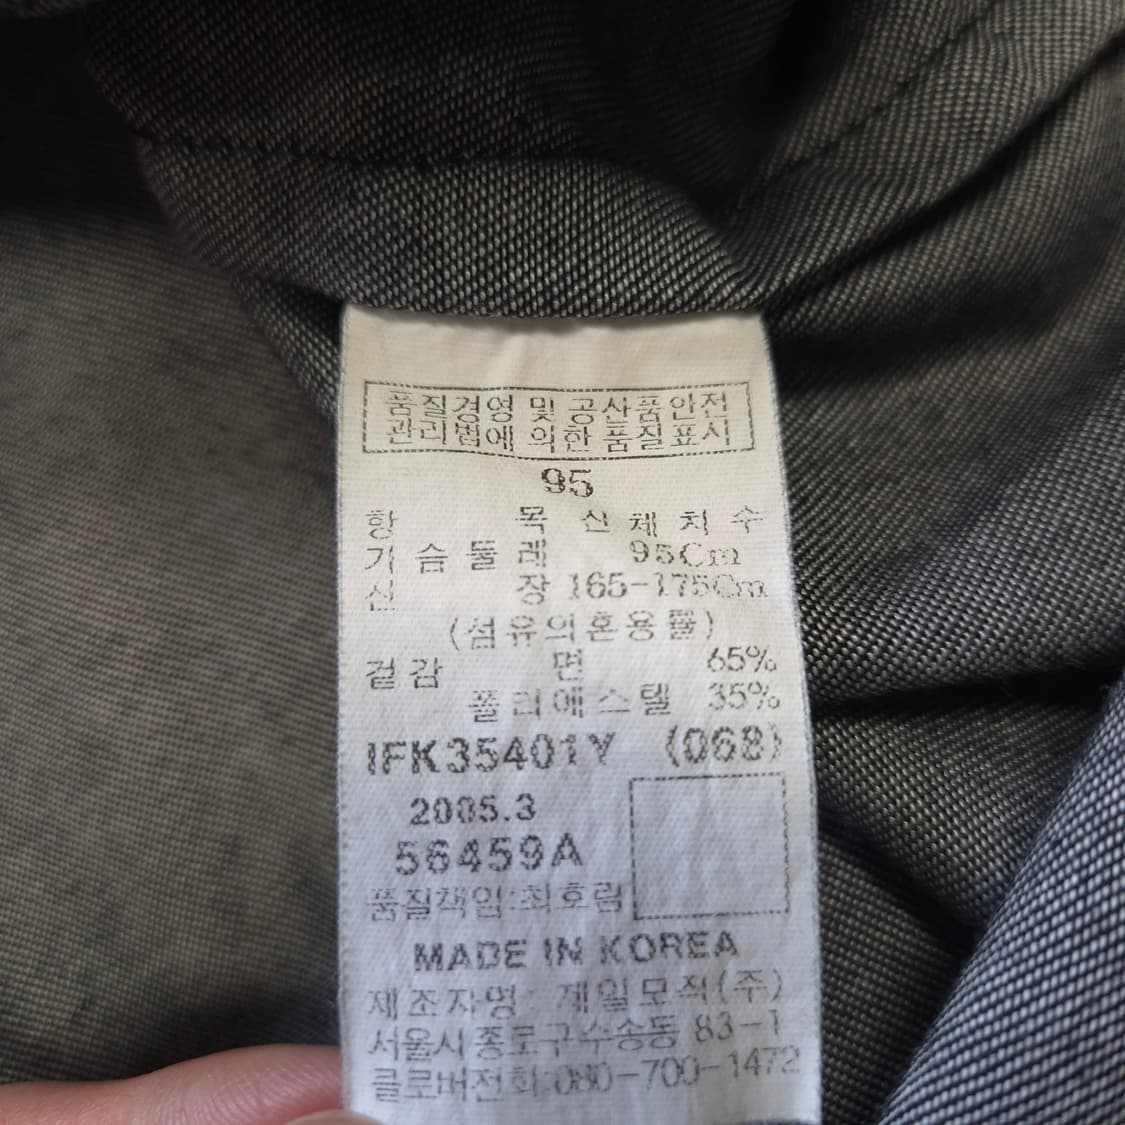 품질경영 및 공산품안전
관리법에 의한 품질표시
95
항 목 신체치수
가슴둘레 95Cm
신 장 165-175Cm
(섬유의혼용률)
겉감 면 65%
폴리에스텔 35%
IFK35401Y (068)
2005.3
56459A
품질책임:최호림
MADE IN KOREA
제조자명: 제일모직(주)
서울시종로구수송동 83-1
클로버전화:080-700-1472